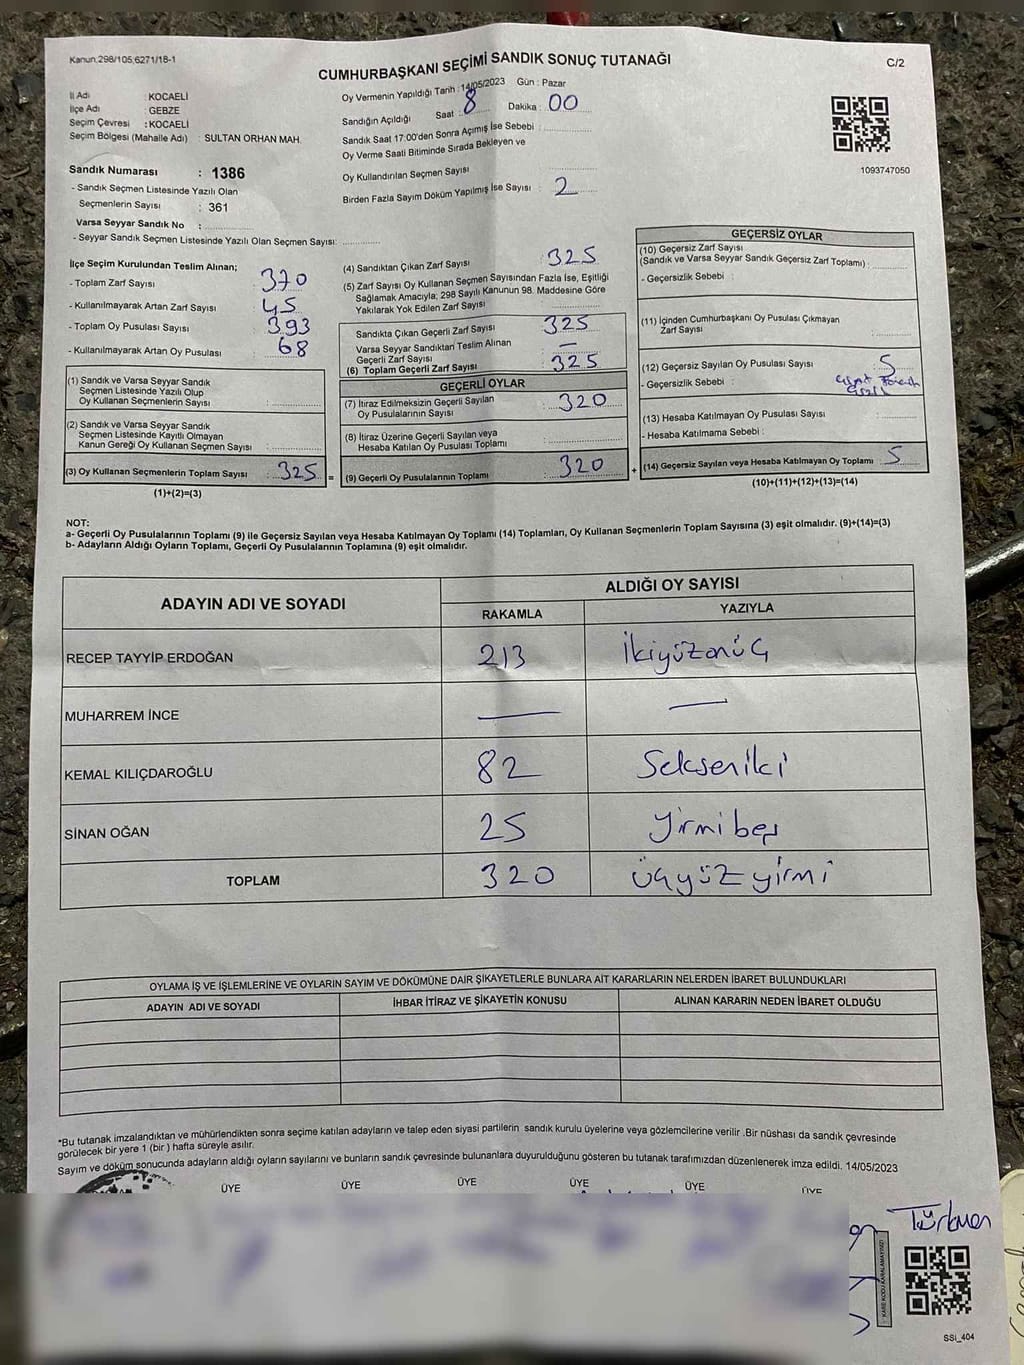 Kanun;298/105;6271/18-1
CUMHURBAŞKANI SEÇİMİ SANDIK SONUÇ TUTANAĞI
C/2
İl Adı : KOCAELİ
İlçe Adı : GEBZE
Seçim Çevresi : KOCAELİ
Seçim Bölgesi (Mahalle Adı) : SULTAN ORHAN MAH.
Oy Vermenin Yapıldığı Tarih : 14/05/2023 Gün : Pazar
Sandığın Açıldığı Saat : 8 Dakika : 00
Sandık Saat 17:00'den Sonra Açımış İse Sebebi :
Oy Verme Saati Bitiminde Sırada Bekleyen ve
Oy Kullandırılan Seçmen Sayısı :
Birden Fazla Sayım Döküm Yapılmış İse Sayısı : 2
1093747050
Sandık Numarası : 1386
- Sandık Seçmen Listesinde Yazılı Olan
Seçmenlerin Sayısı : 361
Varsa Seyyar Sandık No :
- Seyyar Sandık Seçmen Listesinde Yazılı Olan Seçmen Sayısı:
İlçe Seçim Kurulundan Teslim Alınan;
- Toplam Zarf Sayısı : 370
- Kullanılmayarak Artan Zarf Sayısı : 45
- Toplam Oy Pusulası Sayısı : 393
- Kullanılmayarak Artan Oy Pusulası : 68
(1) Sandık ve Varsa Seyyar Sandık
Seçmen Listesinde Yazılı Olup
Oy Kullanan Seçmenlerin Sayısı :
(2) Sandık ve Varsa Seyyar Sandık
Seçmen Listesinde Kayıtlı Olmayan
Kanun Gereği Oy Kullanan Seçmen Sayısı :
(3) Oy Kullanan Seçmenlerin Toplam Sayısı : 325 =
(1)+(2)=(3)
(4) Sandıktan Çıkan Zarf Sayısı : 325
(5) Zarf Sayısı Oy Kullanan Seçmen Sayısından Fazla İse, Eşitliği
Sağlamak Amacıyla; 298 Sayılı Kanunun 98. Maddesine Göre
Yakılarak Yok Edilen Zarf Sayısı :
Sandıkta Çıkan Geçerli Zarf Sayısı : 325
Varsa Seyyar Sandıktan Teslim Alınan
Geçerli Zarf Sayısı : —
(6) Toplam Geçerli Zarf Sayısı : 325
GEÇERLİ OYLAR
(7) İtiraz Edilmeksizin Geçerli Sayılan
Oy Pusulalarının Sayısı : 320
(8) İtiraz Üzerine Geçerli Sayılan veya
Hesaba Katılan Oy Pusulası Toplamı :
(9) Geçerli Oy Pusulalarının Toplamı : 320 +
GEÇERSİZ OYLAR
(10) Geçersiz Zarf Sayısı
(Sandık ve Varsa Seyyar Sandık Geçersiz Zarf Toplamı) :
- Geçersizlik Sebebi :
(11) İçinden Cumhurbaşkanı Oy Pusulası Çıkmayan
Zarf Sayısı :
(12) Geçersiz Sayılan Oy Pusulası Sayısı : 5
- Geçersizlik Sebebi :
(13) Hesaba Katılmayan Oy Pusulası Sayısı :
- Hesaba Katılmama Sebebi :
(14) Geçersiz Sayılan veya Hesaba Katılmayan Oy Toplamı : 5
(10)+(11)+(12)+(13)=(14)
NOT:
a- Geçerli Oy Pusulalarının Toplamı (9) ile Geçersiz Sayılan veya Hesaba Katılmayan Oy Toplamı (14) Toplamları, Oy Kullanan Seçmenlerin Toplam Sayısına (3) eşit olmalıdır. (9)+(14)=(3)
b- Adayların Aldığı Oyların Toplamı, Geçerli Oy Pusulalarının Toplamına (9) eşit olmalıdır.
ADAYIN ADI VE SOYADI ALDIĞI OY SAYISI
RAKAMLA YAZIYLA
RECEP TAYYİP ERDOĞAN 213 İkiyüzonüç
MUHARREM İNCE — —
KEMAL KILIÇDAROĞLU 82 Seksen iki
SİNAN OĞAN 25 Yirmi beş
TOPLAM 320 üçyüz yirmi
OYLAMA İŞ VE İŞLEMLERİNE VE OYLARIN SAYIM VE DÖKÜMÜNE DAİR ŞİKAYETLERLE BUNLARA AİT KARARLARIN NELERDEN İBARET BULUNDUKLARI
ADAYIN ADI VE SOYADI İHBAR İTİRAZ VE ŞİKAYETİN KONUSU ALINAN KARARIN NEDEN İBARET OLDUĞU
*Bu tutanak imzalandıktan ve mühürlendikten sonra seçime katılan adayların ve talep eden siyasi partilerin sandık kurulu üyelerine veya gözlemcilerine verilir .Bir nüshası da sandık çevresinde
görülecek bir yere 1 (bir ) hafta süreyle asılır.
Sayım ve döküm sonucunda adayların aldığı oyların sayılarını ve bunların sandık çevresinde bulunanlara duyurulduğunu gösteren bu tutanak tarafımızdan düzenlenerek imza edildi. 14/05/2023
ÜYE ÜYE ÜYE ÜYE ÜYE ÜYE
Türkmen
KARE KODU KARALAMAYINIZ!
SSI_404